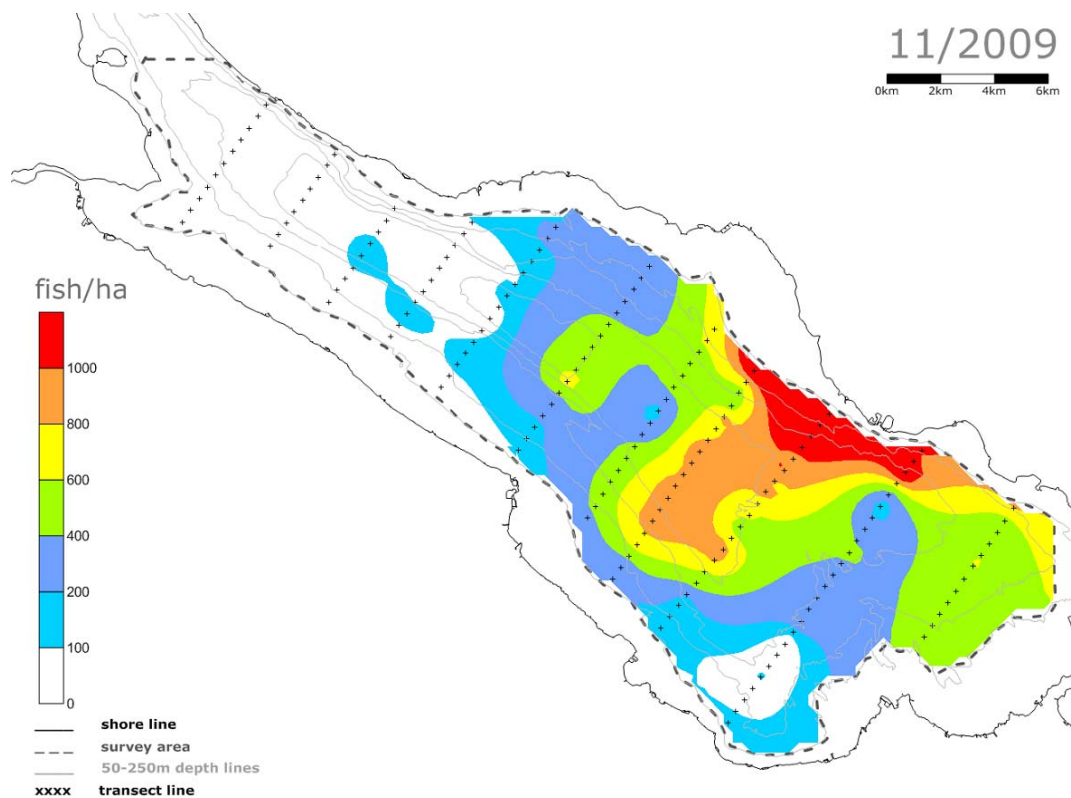 11/2009
0km 2km 4km 6km
fish/ha
1000
800
600
400
200
100
0
shore line
survey area
50-250m depth lines
xxxx transect line